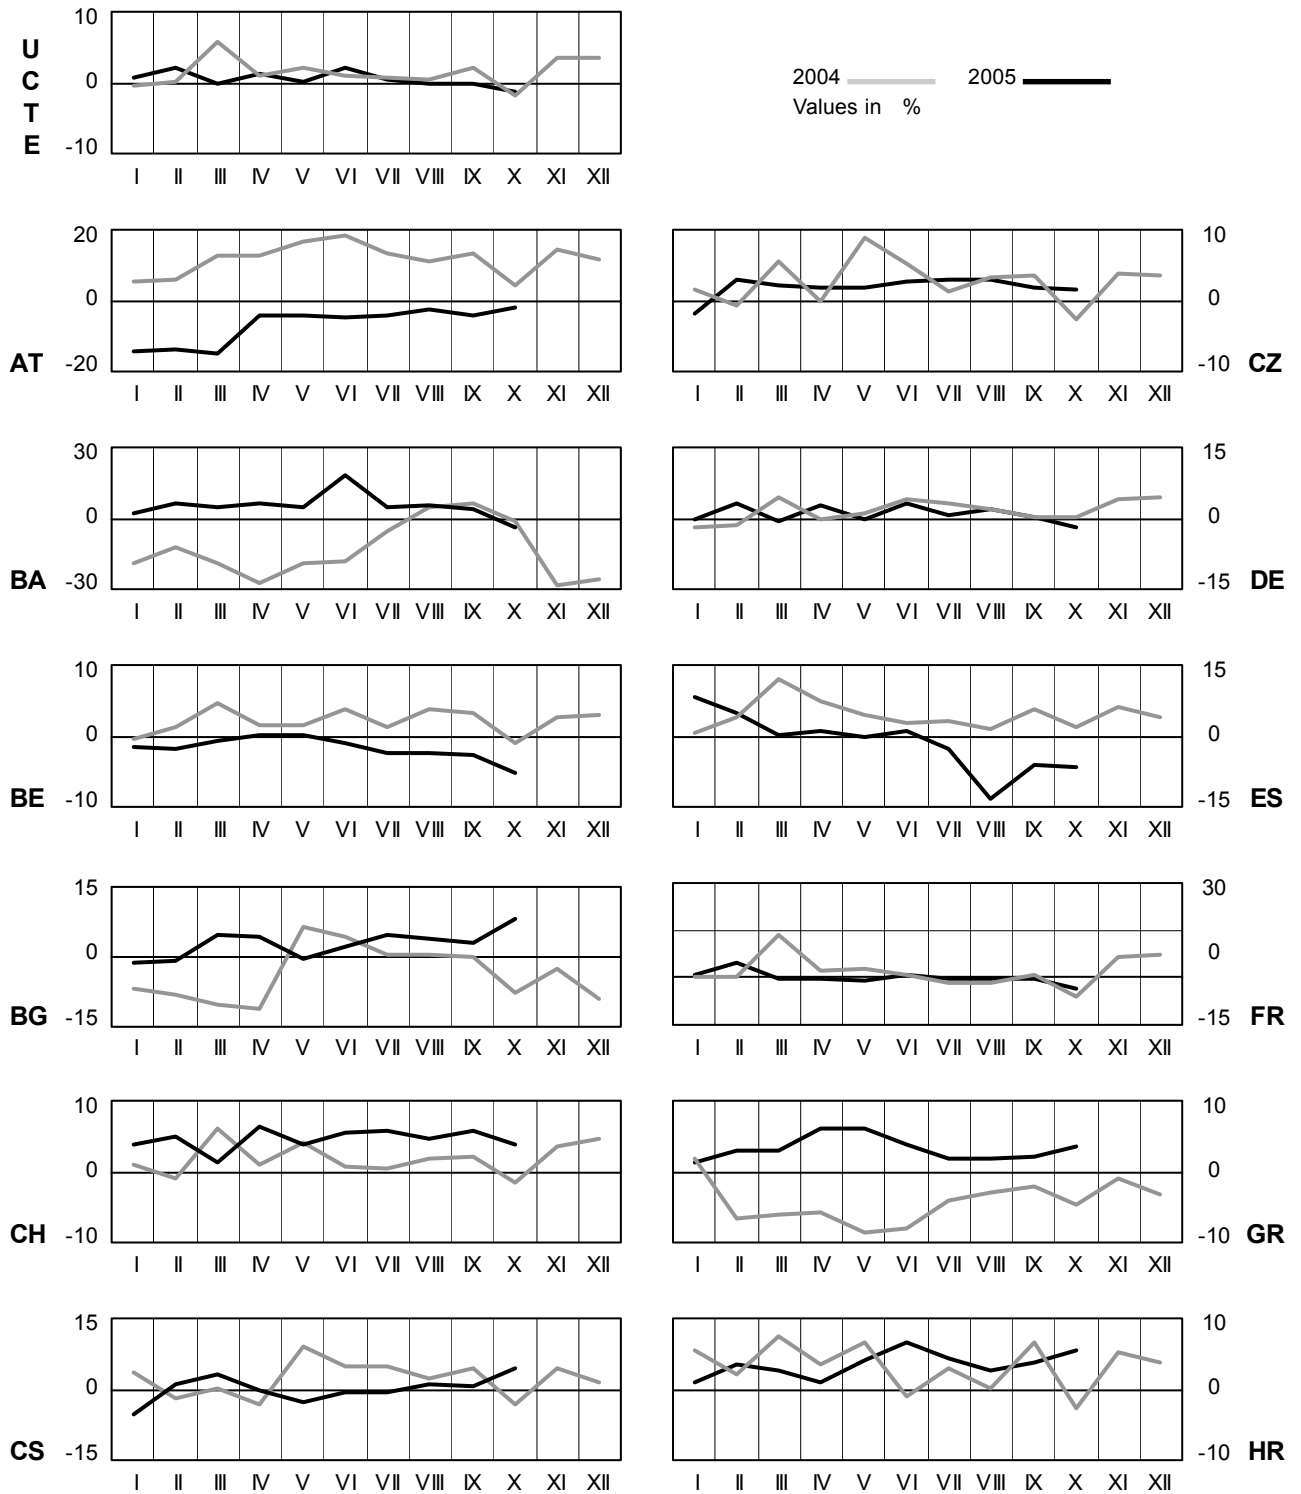 10
U
C
T
E
0
-10
I II III IV V VI VII VIII IX X XI XII
2004 2005
Values in %
20
0
AT -20
I II III IV V VI VII VIII IX X XI XII
10
0
-10 CZ
I II III IV V VI VII VIII IX X XI XII
30
0
BA -30
I II III IV V VI VII VIII IX X XI XII
15
0
-15 DE
I II III IV V VI VII VIII IX X XI XII
10
0
BE -10
I II III IV V VI VII VIII IX X XI XII
15
0
-15 ES
I II III IV V VI VII VIII IX X XI XII
15
0
BG -15
I II III IV V VI VII VIII IX X XI XII
30
0
-15 FR
I II III IV V VI VII VIII IX X XI XII
10
0
CH -10
I II III IV V VI VII VIII IX X XI XII
10
0
-10 GR
I II III IV V VI VII VIII IX X XI XII
15
0
CS -15
I II III IV V VI VII VIII IX X XI XII
10
0
-10 HR
I II III IV V VI VII VIII IX X XI XII